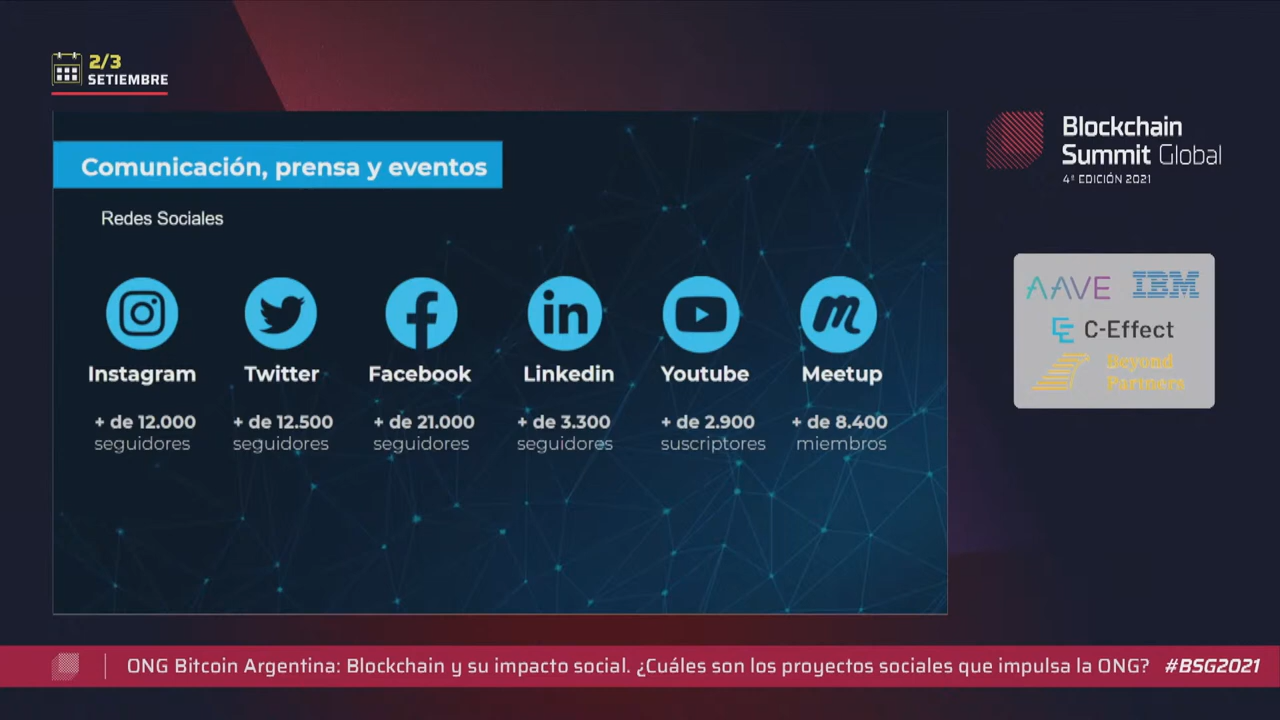 2/3
SETIEMBRE
Comunicación, prensa y eventos
Redes Sociales
Instagram
Twitter
Facebook
Linkedin
Youtube
Meetup
+ de 12.000
seguidores
+ de 12.500
seguidores
+ de 21.000
seguidores
+ de 3.300
seguidores
+ de 2.900
suscriptores
+ de 8.400
miembros
Blockchain
Summit Global
4ª EDICIÓN 2021
AAVE
IBM
C-Effect
Beyond
Partners
ONG Bitcoin Argentina: Blockchain y su impacto social. ¿Cuáles son los proyectos sociales que impulsa la ONG? #BSG2021